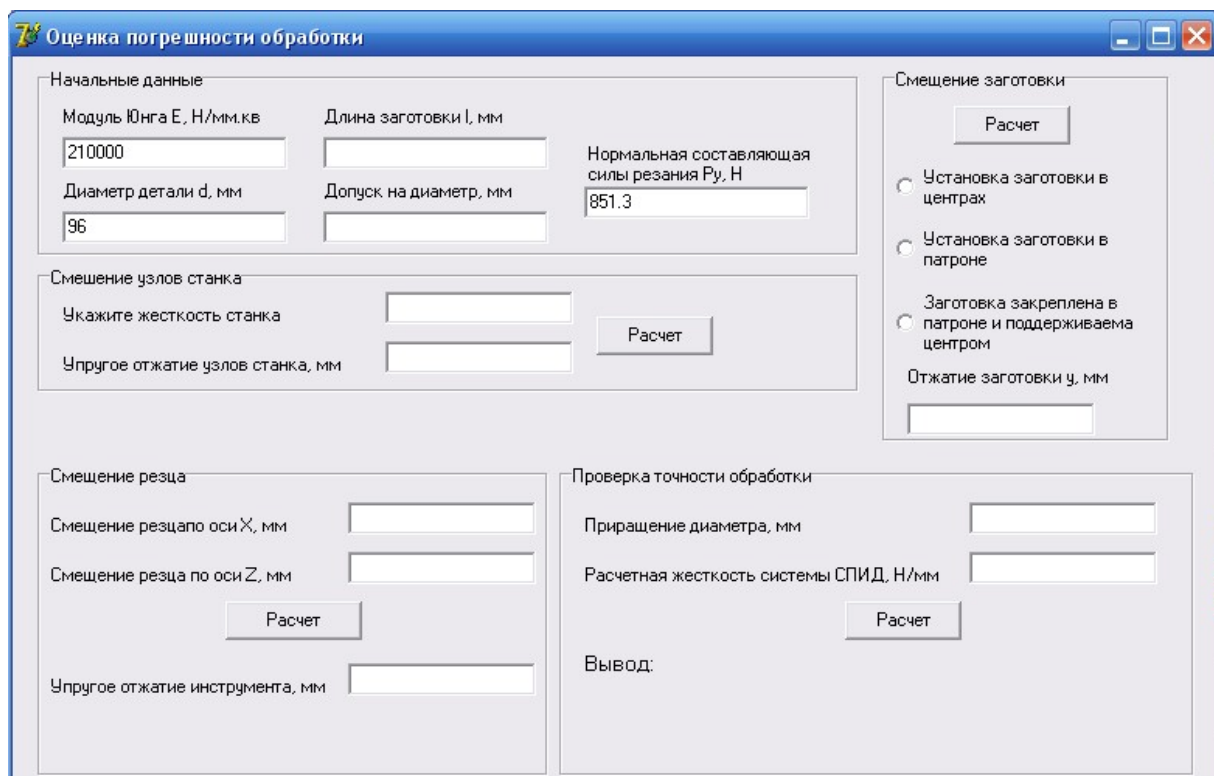 Оценка погрешности обработки
Начальные данные
Модуль Юнга E, Н/мм.кв
210000
Длина заготовки l, мм
Диаметр детали d, мм
96
Допуск на диаметр, мм
Нормальная составляющая
силы резания Py, Н
851.3
Смещение заготовки
Расчет
Установка заготовки в
центрах
Установка заготовки в
патроне
Заготовка закреплена в
патроне и поддерживаема
центром
Отжатие заготовки y, мм
Смешение узлов станка
Укажите жесткость станка
Упругое отжатие узлов станка, мм
Расчет
Смещение резца
Смещение резцапо оси X, мм
Смещение резца по оси Z, мм
Расчет
Упругое отжатие инструмента, мм
Проверка точности обработки
Приращение диаметра, мм
Расчетная жесткость системы СПИД, Н/мм
Расчет
Вывод: